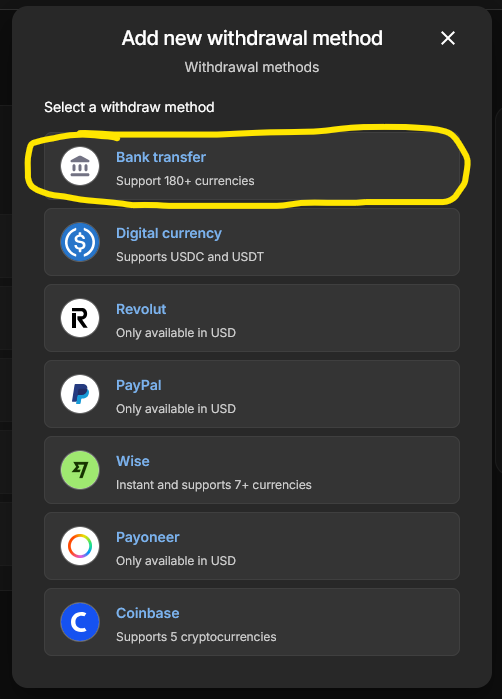 Add new withdrawal method
Withdrawal methods
Select a withdraw method
Bank transfer
Support 180+ currencies
Digital currency
Supports USDC and USDT
Revolut
Only available in USD
PayPal
Only available in USD
Wise
Instant and supports 7+ currencies
Payoneer
Only available in USD
Coinbase
Supports 5 cryptocurrencies